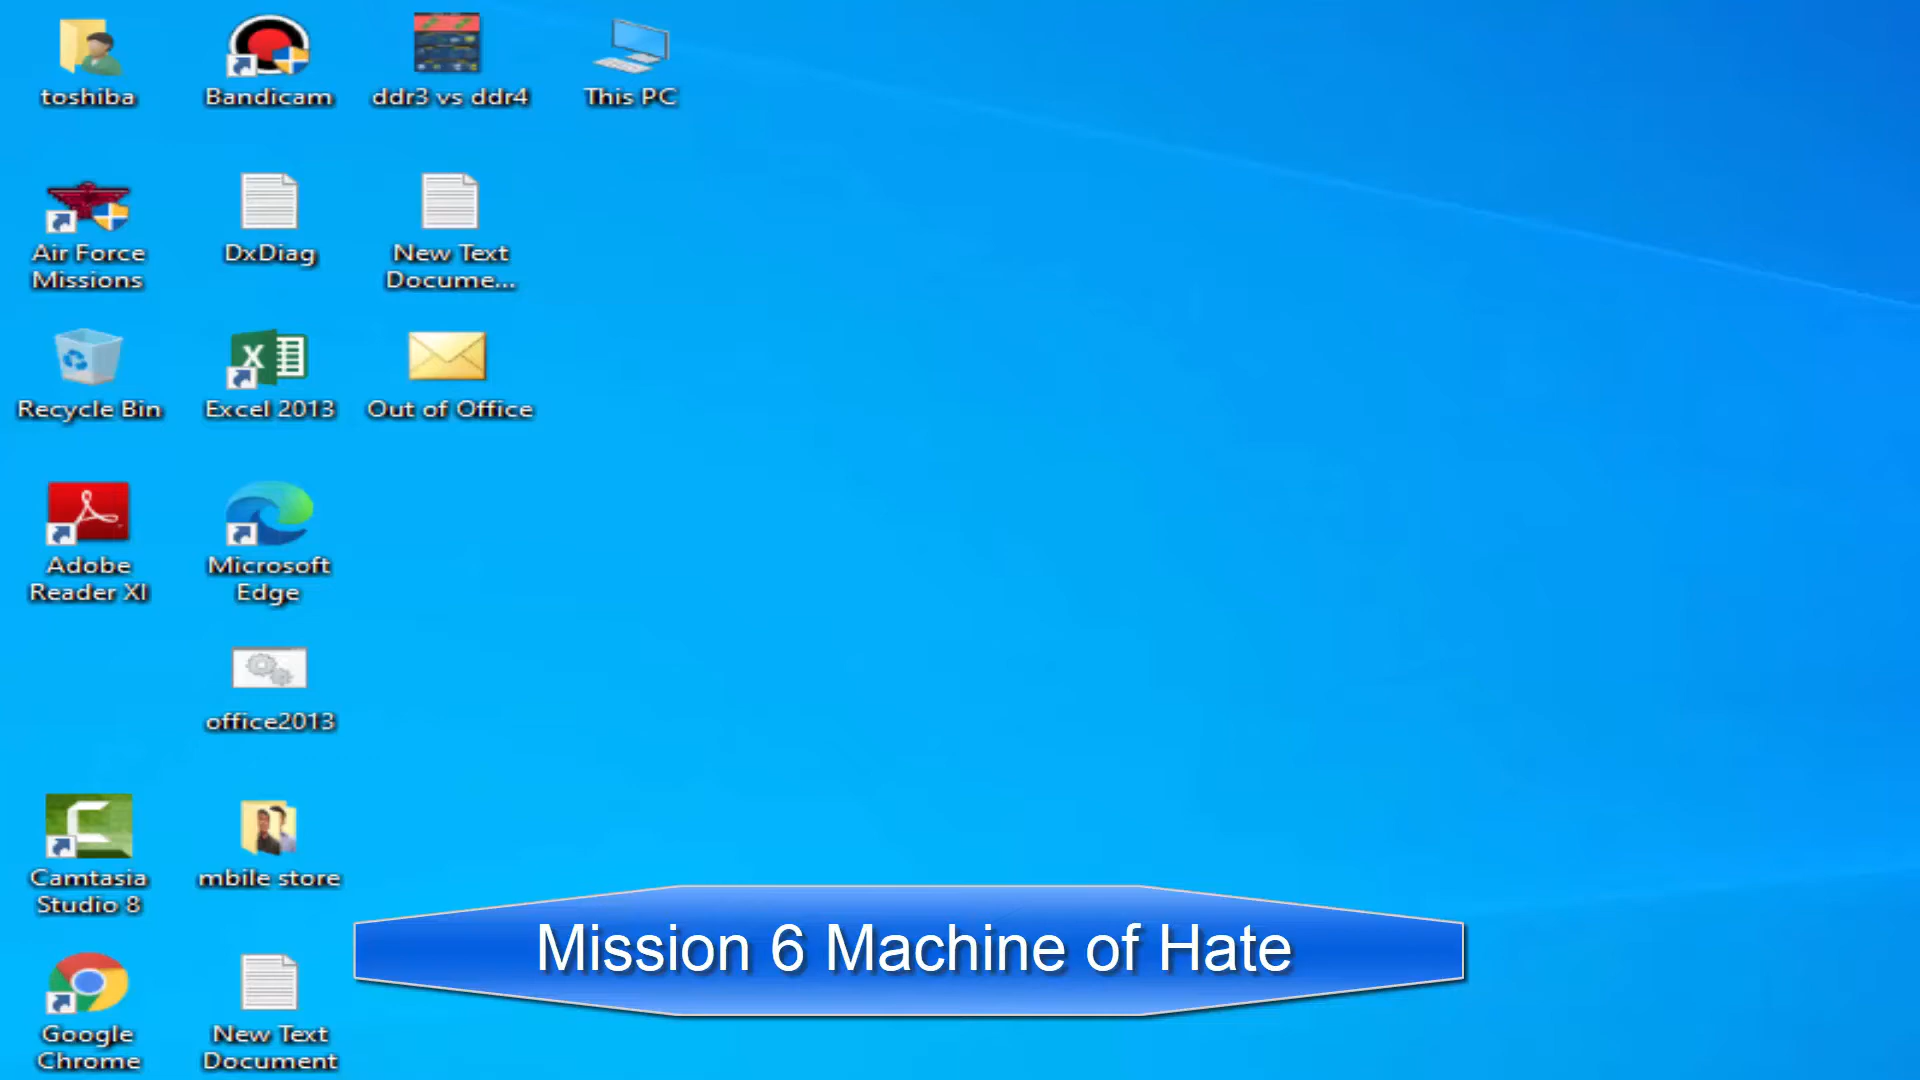 toshiba
Bandicam
ddr3 vs ddr4
This PC
Air Force
Missions
DxDiag
New Text
Docume...
Recycle Bin
Excel 2013
Out of Office
Adobe
Reader XI
Microsoft
Edge
office2013
Camtasia
Studio 8
mbile store
Mission 6 Machine of Hate
Google
Chrome
New Text
Document